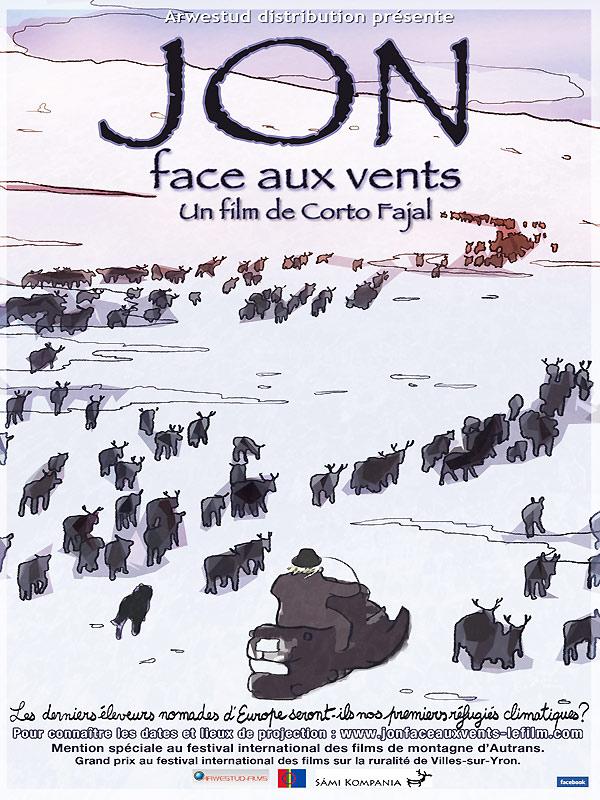 Arwestud distribution présente
JON
face aux vents
Un film de Corto Fajal
Les derniers éleveurs nomades d'Europe seront-ils nos premiers réfugiés climatiques?
Pour connaître les dates et lieux de projection : www.jonfaceauxvents-lefilm.com
Mention spéciale au festival international des films de montagne d'Autrans.
Grand prix au festival international des films sur la ruralité de Villes-sur-Yron.
ARWESTUD-FILMS SÁMI KOMPANIA facebook